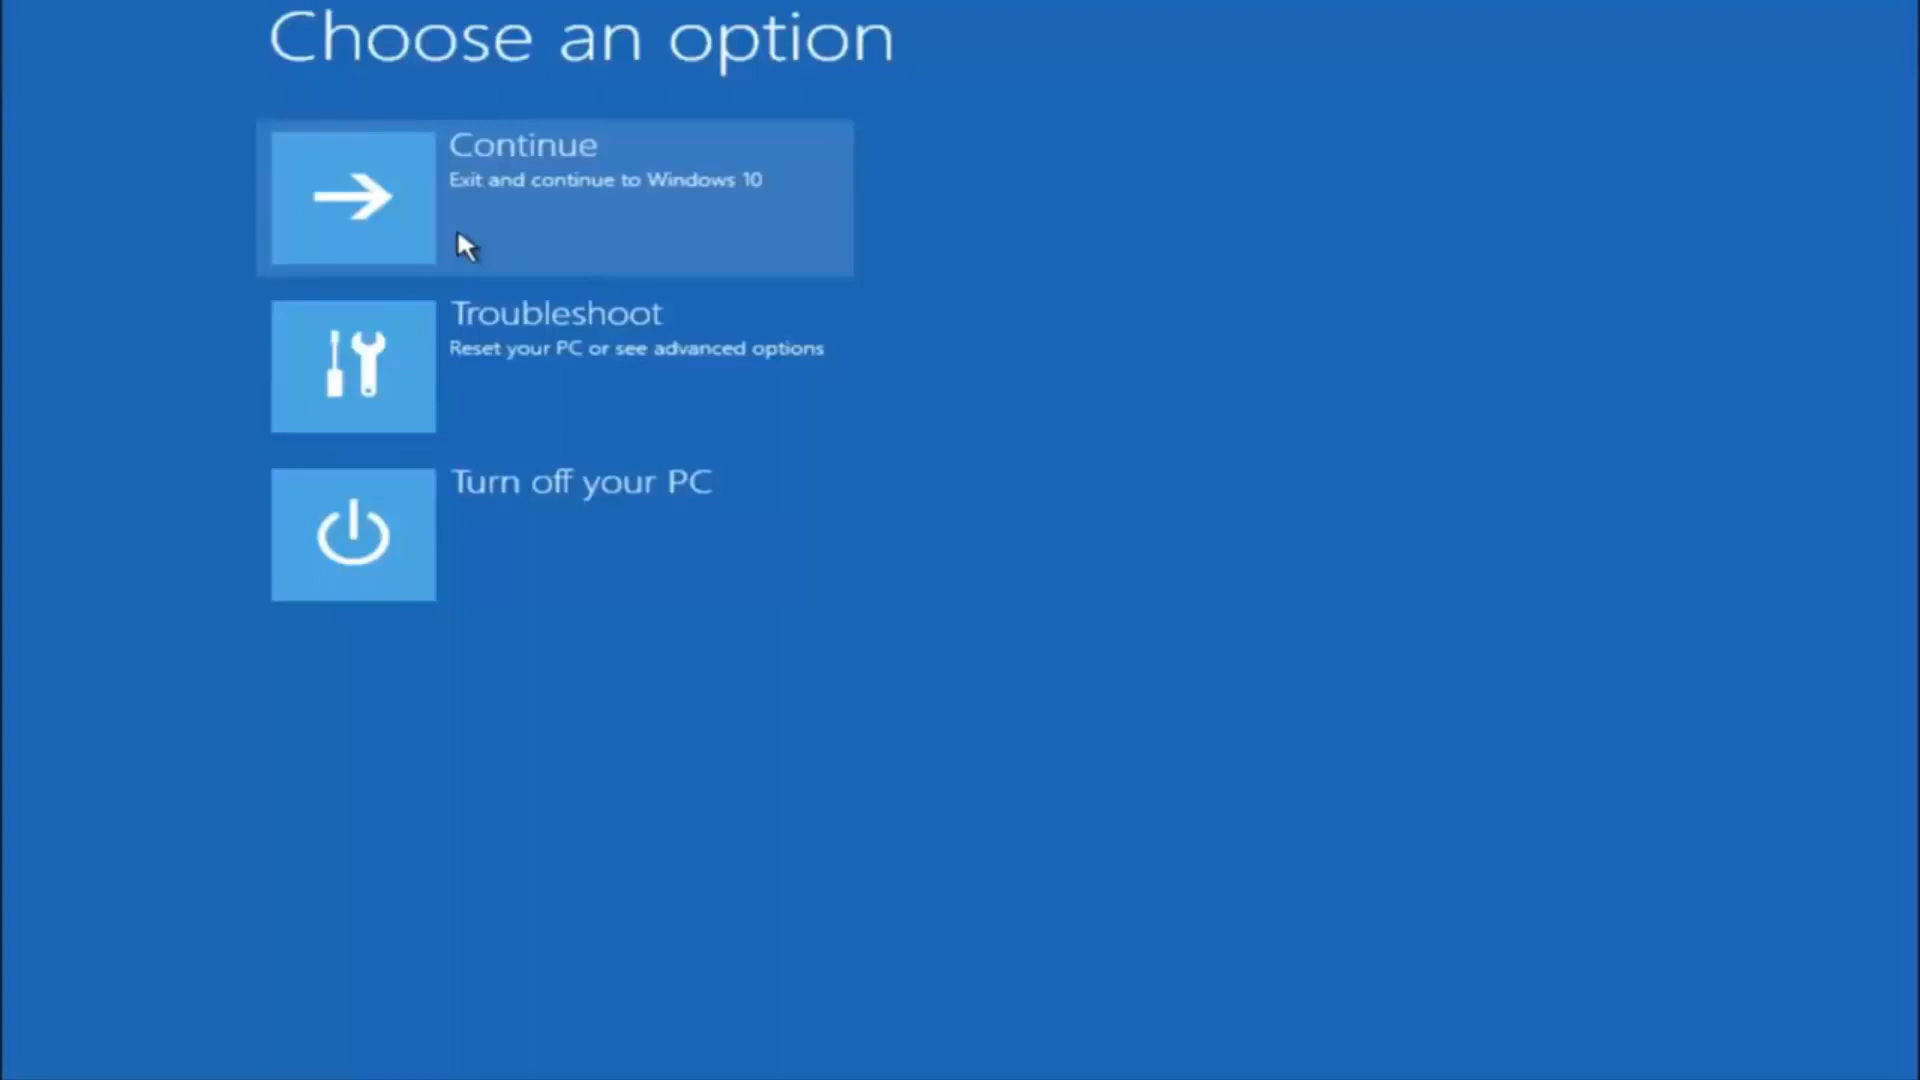 Choose an option
Continue
Exit and continue to Windows 10
Troubleshoot
Reset your PC or see advanced options
Turn off your PC